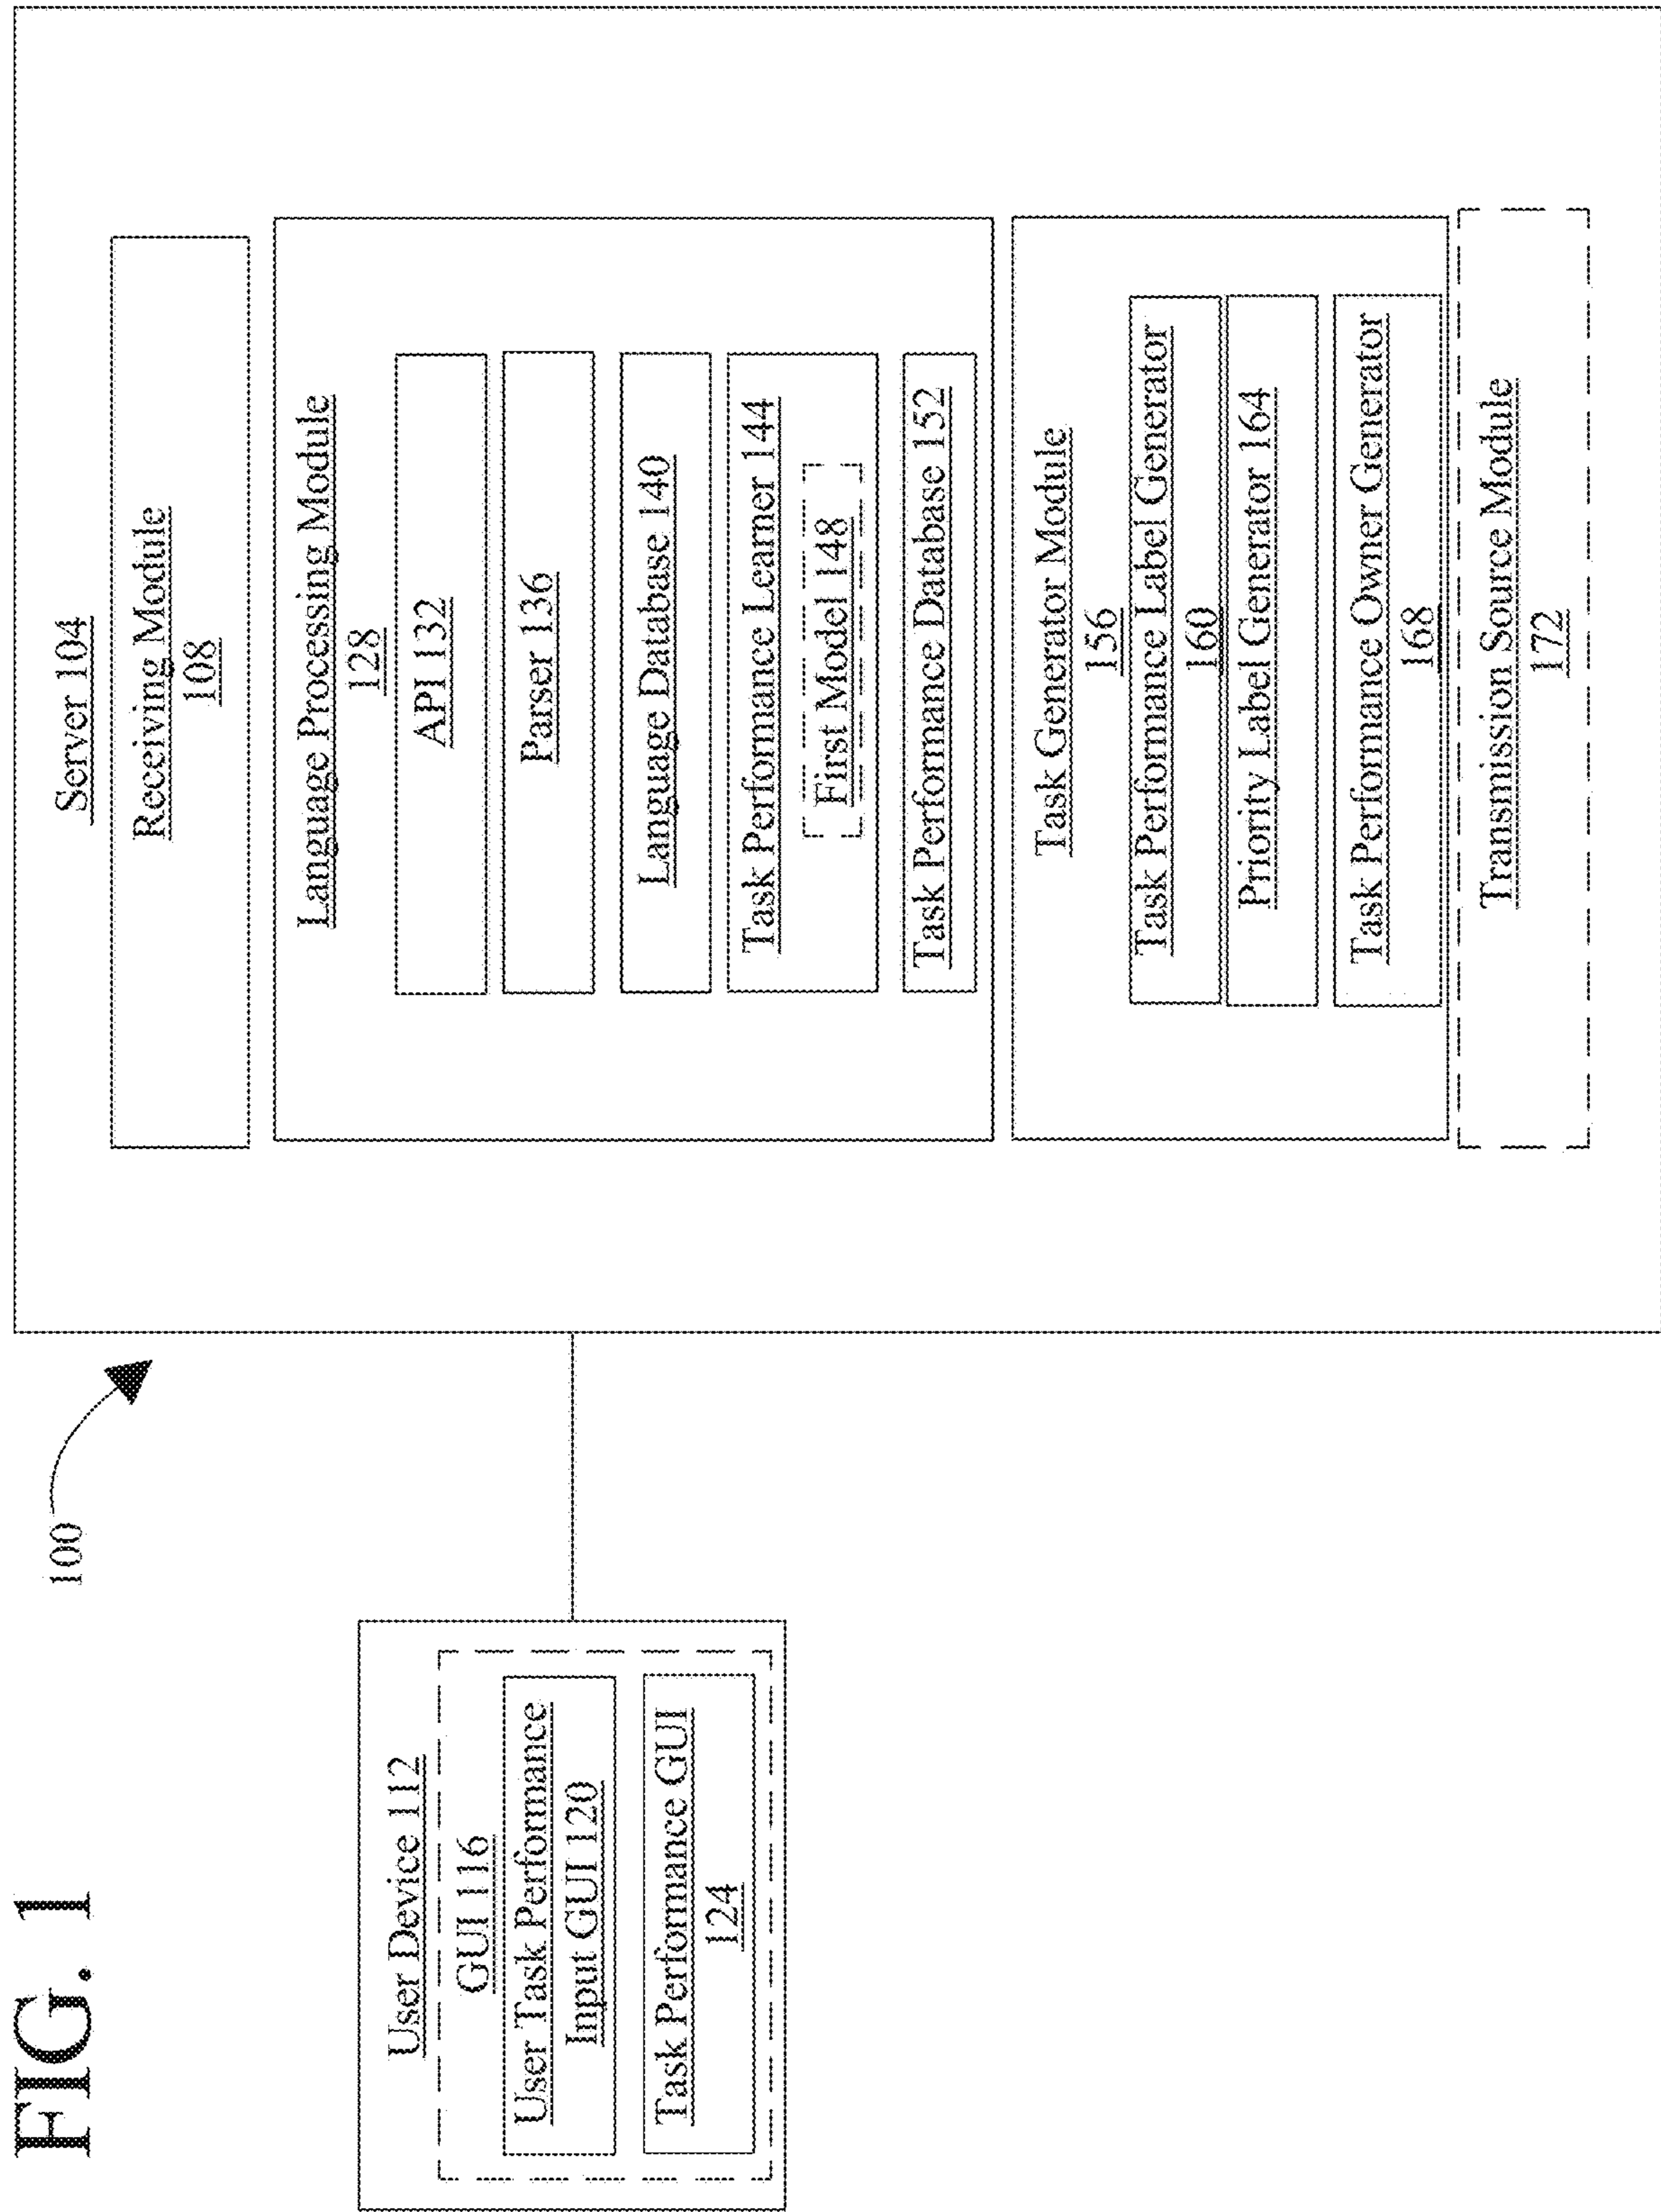 FIG. 1
100
User Device 112
GUI 116
User Task Performance
Input GUI 120
Task Performance GUI
124
Server 104
Receiving Module
108
Language Processing Module
128
API 132
Parser 136
Language Database 140
Task Performance Learner 144
First Model 148
Task Performance Database 152
Task Generator Module
156
Task Performance Label Generator
160
Priority Label Generator 164
Task Performance Owner Generator
168
Transmission Source Module
172